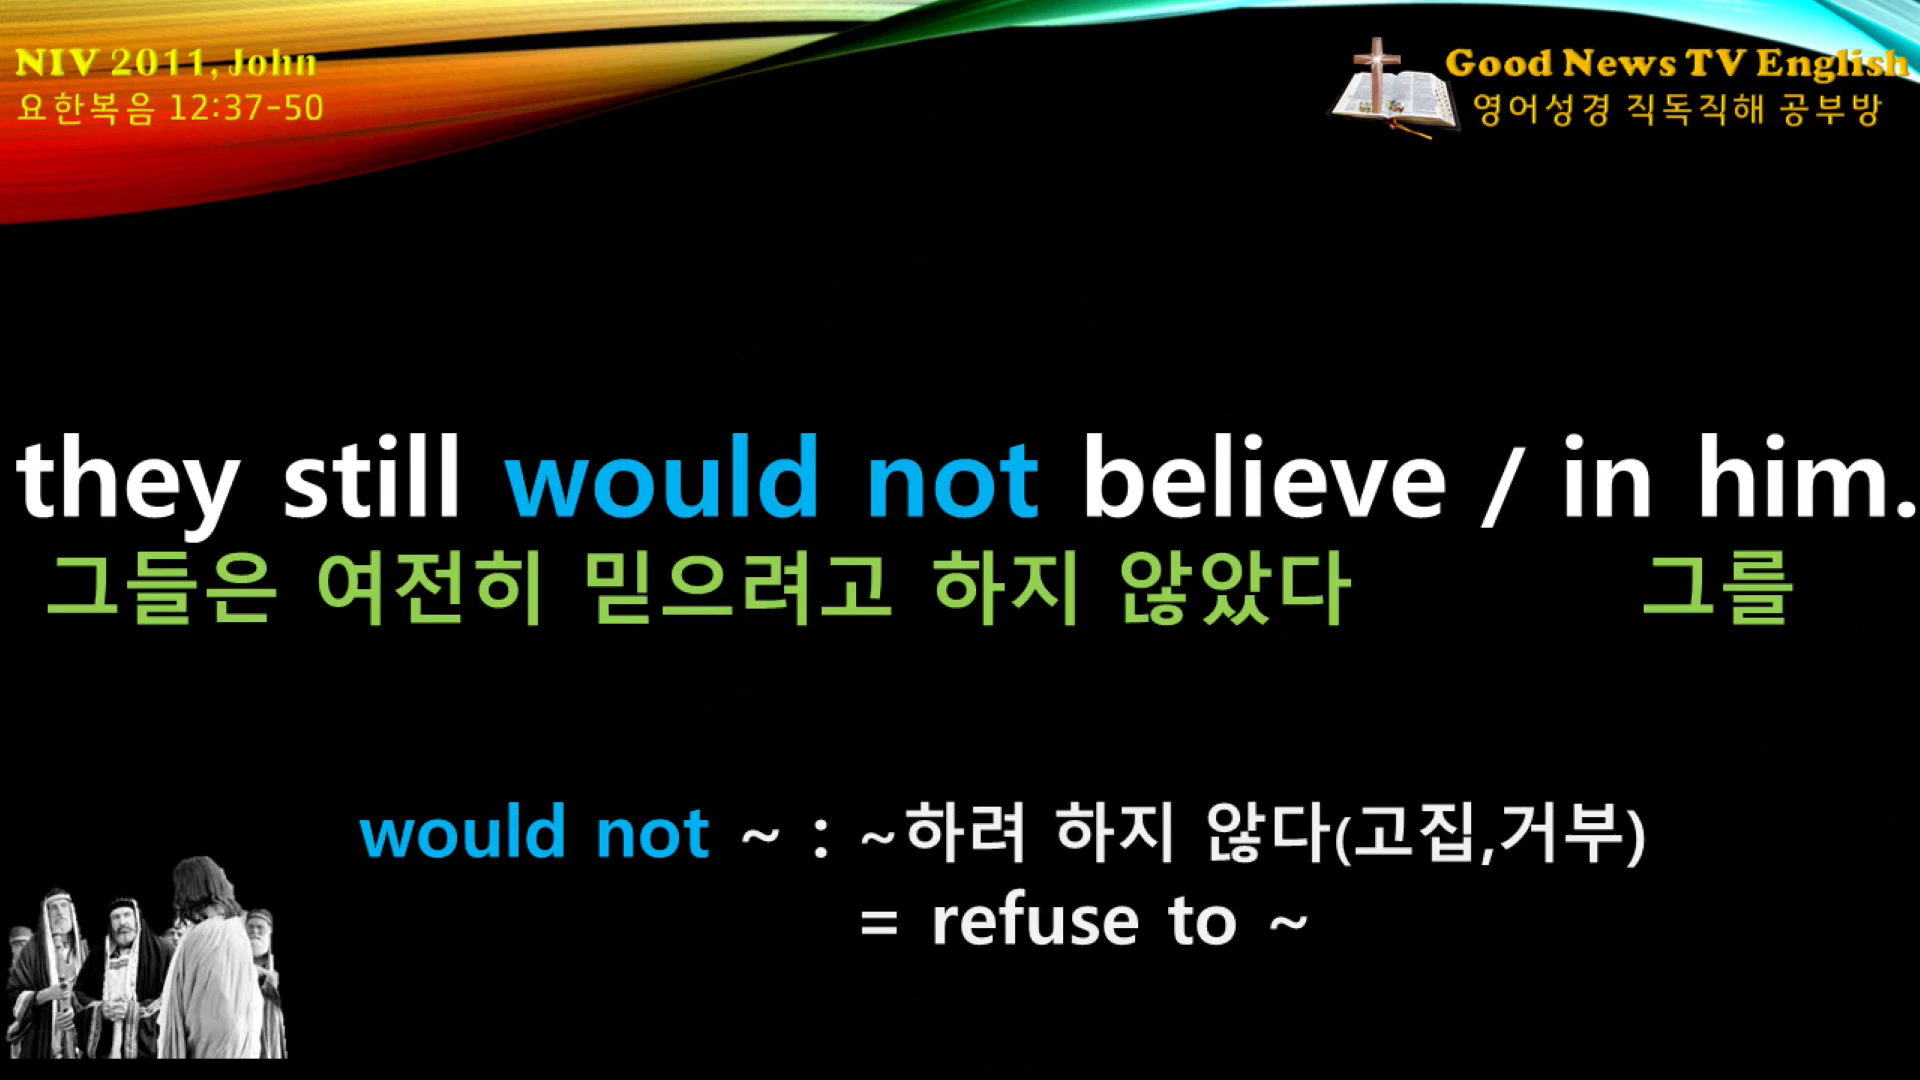 NIV 2011, John
요한복음 12:37-50
Good News TV English
영어성경 직독직해 공부방
they still would not believe / in him.
그들은 여전히 믿으려고 하지 않았다 그를
would not ~ : ~하려 하지 않다(고집,거부)
= refuse to ~